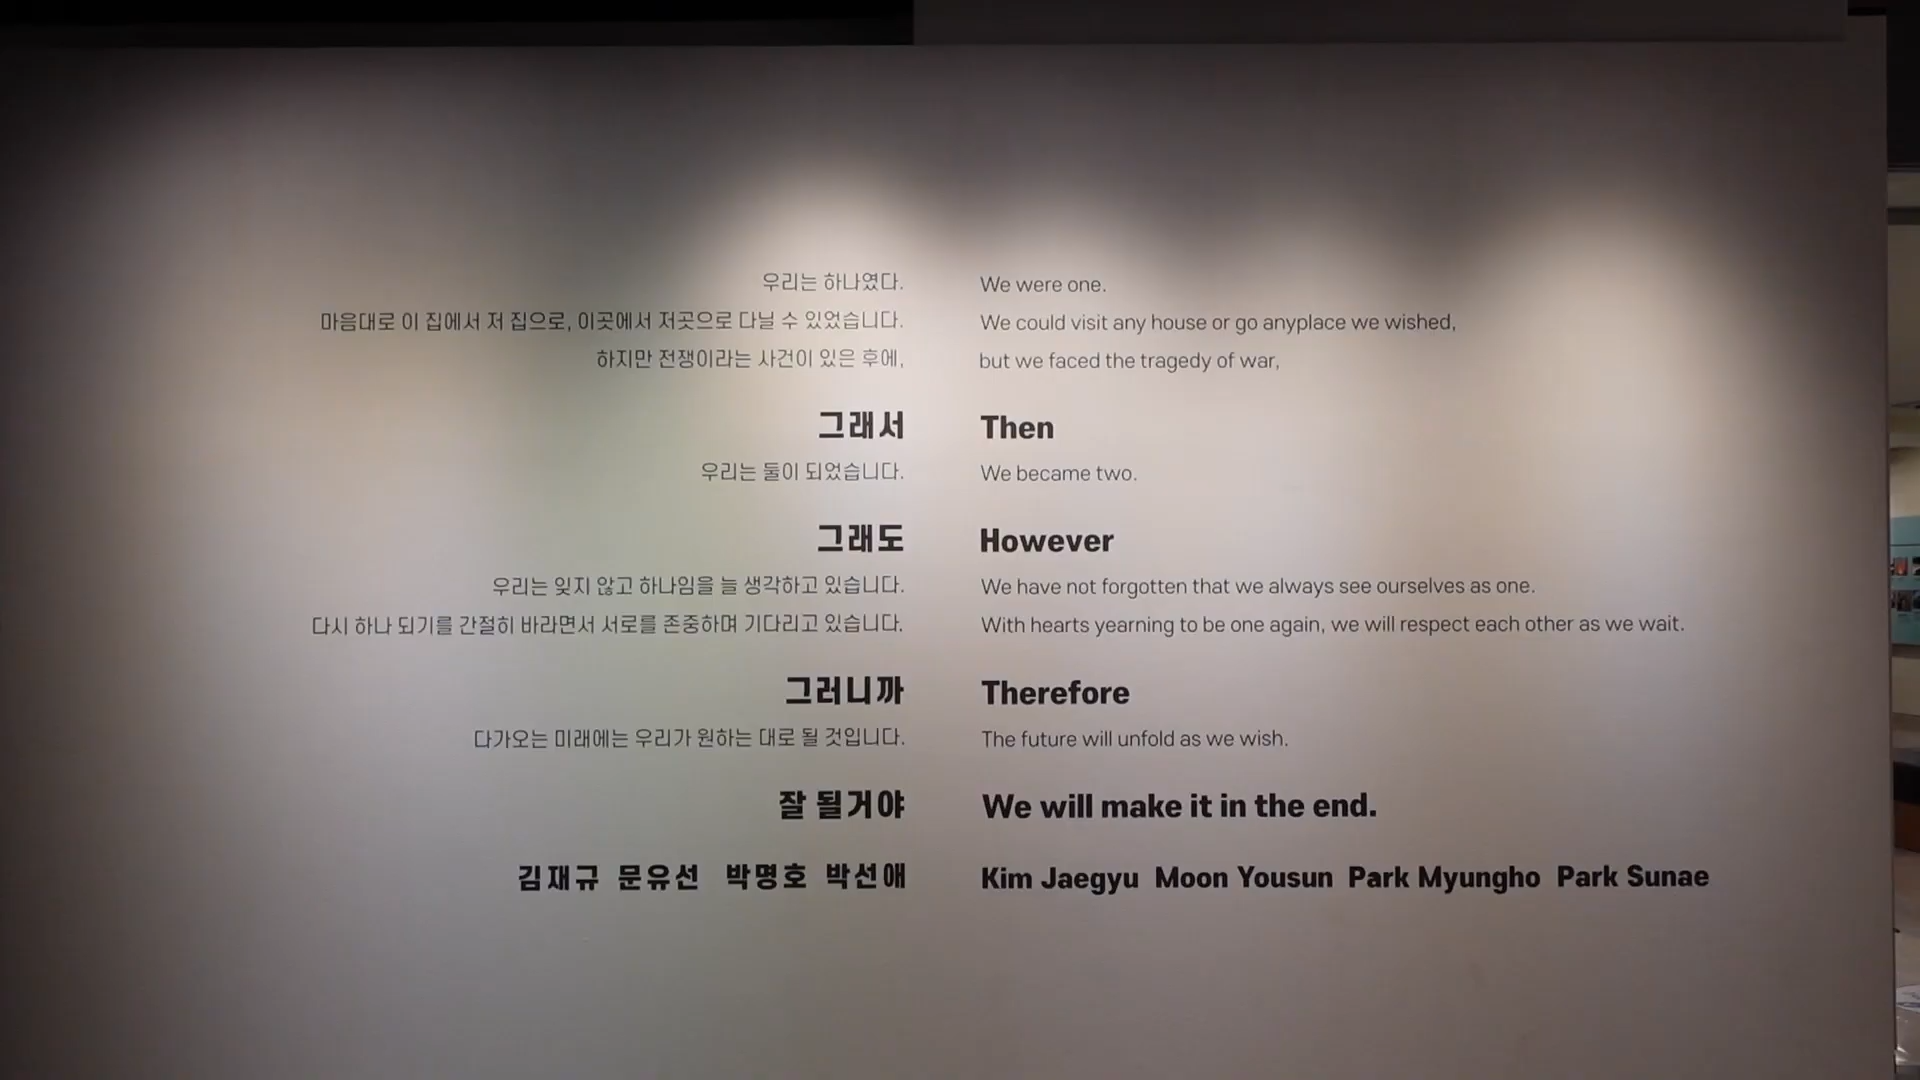 우리는 하나였다.
마음대로 이 집에서 저 집으로, 이곳에서 저곳으로 다닐 수 있었습니다.
하지만 전쟁이라는 사건이 있은 후에,
그래서
우리는 둘이 되었습니다.
그래도
우리는 잊지 않고 하나임을 늘 생각하고 있습니다.
다시 하나 되기를 간절히 바라면서 서로를 존중하며 기다리고 있습니다.
그러니까
다가오는 미래에는 우리가 원하는 대로 될 것입니다.
잘 될거야
김재규 문유선 박명호 박선애
We were one.
We could visit any house or go anyplace we wished,
but we faced the tragedy of war,
Then
We became two.
However
We have not forgotten that we always see ourselves as one.
With hearts yearning to be one again, we will respect each other as we wait.
Therefore
The future will unfold as we wish.
We will make it in the end.
Kim Jaegyu Moon Yousun Park Myungho Park Sunae